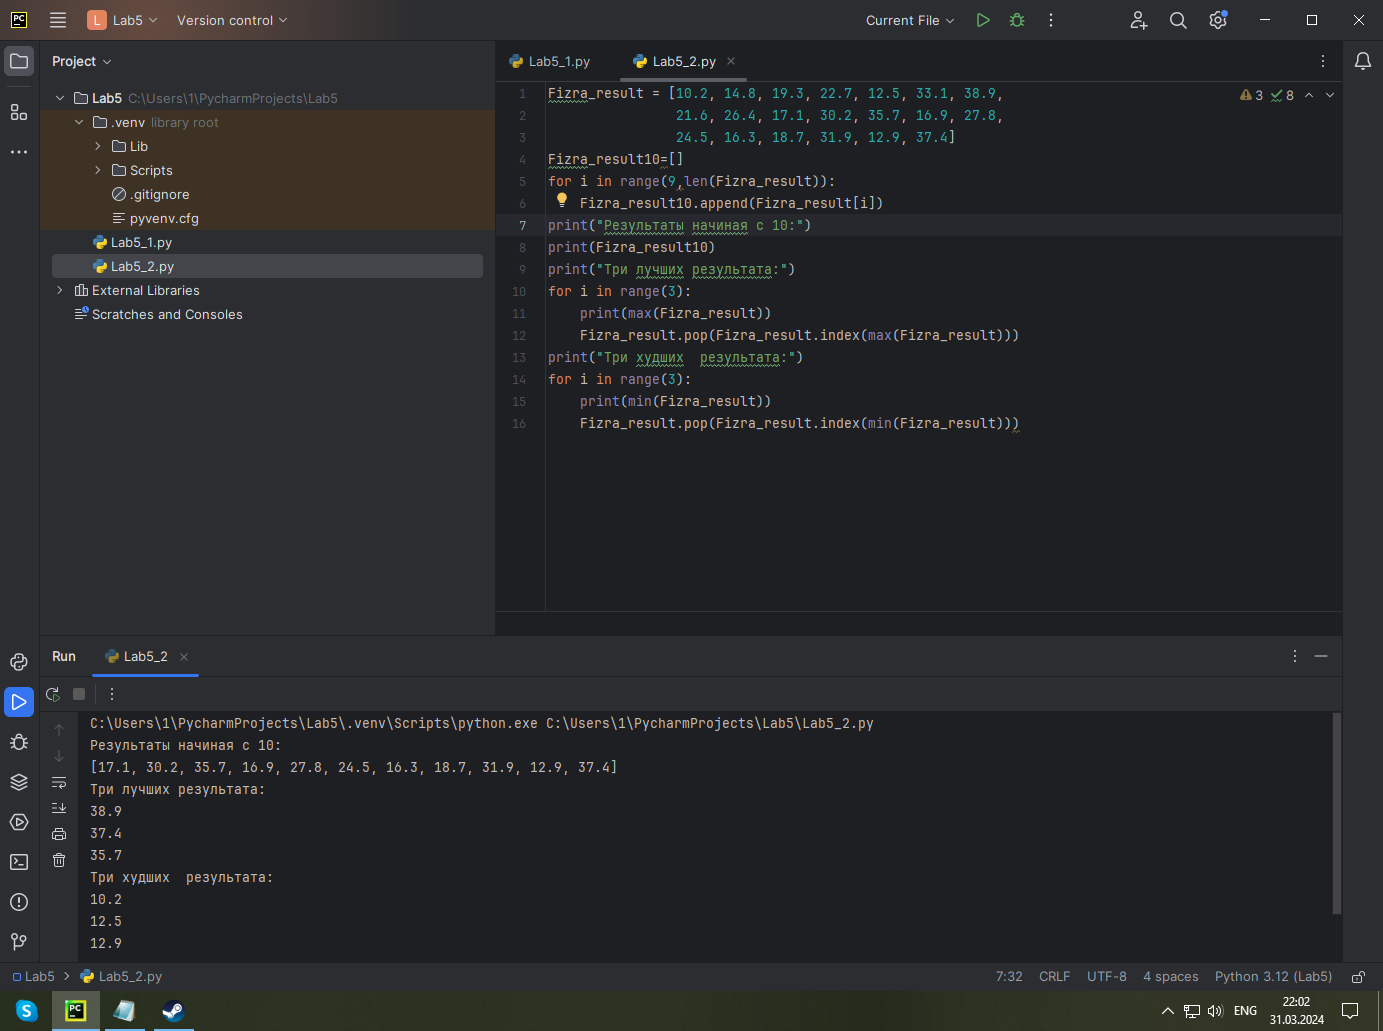 PC
L Lab5
Version control
Current File
Project
Lab5 C:\Users\1\PycharmProjects\Lab5
.venv library root
Lib
Scripts
.gitignore
pyvenv.cfg
Lab5_1.py
Lab5_2.py
External Libraries
Scratches and Consoles
Lab5_1.py
Lab5_2.py
3 8
1 Fizra_result = [10.2, 14.8, 19.3, 22.7, 12.5, 33.1, 38.9,
2 21.6, 26.4, 17.1, 30.2, 35.7, 16.9, 27.8,
3 24.5, 16.3, 18.7, 31.9, 12.9, 37.4]
4 Fizra_result10=[]
5 for i in range(9,len(Fizra_result)):
6 Fizra_result10.append(Fizra_result[i])
7 print("Результаты начиная с 10:")
8 print(Fizra_result10)
9 print("Три лучших результата:")
10 for i in range(3):
11 print(max(Fizra_result))
12 Fizra_result.pop(Fizra_result.index(max(Fizra_result)))
13 print("Три худших  результата:")
14 for i in range(3):
15 print(min(Fizra_result))
16 Fizra_result.pop(Fizra_result.index(min(Fizra_result)))
Run
Lab5_2
C:\Users\1\PycharmProjects\Lab5\.venv\Scripts\python.exe C:\Users\1\PycharmProjects\Lab5\Lab5_2.py
Результаты начиная с 10:
[17.1, 30.2, 35.7, 16.9, 27.8, 24.5, 16.3, 18.7, 31.9, 12.9, 37.4]
Три лучших результата:
38.9
37.4
35.7
Три худших  результата:
10.2
12.5
12.9
Lab5 > Lab5_2.py
7:32 CRLF UTF-8 4 spaces Python 3.12 (Lab5)
S
PC
ENG
22:02
31.03.2024